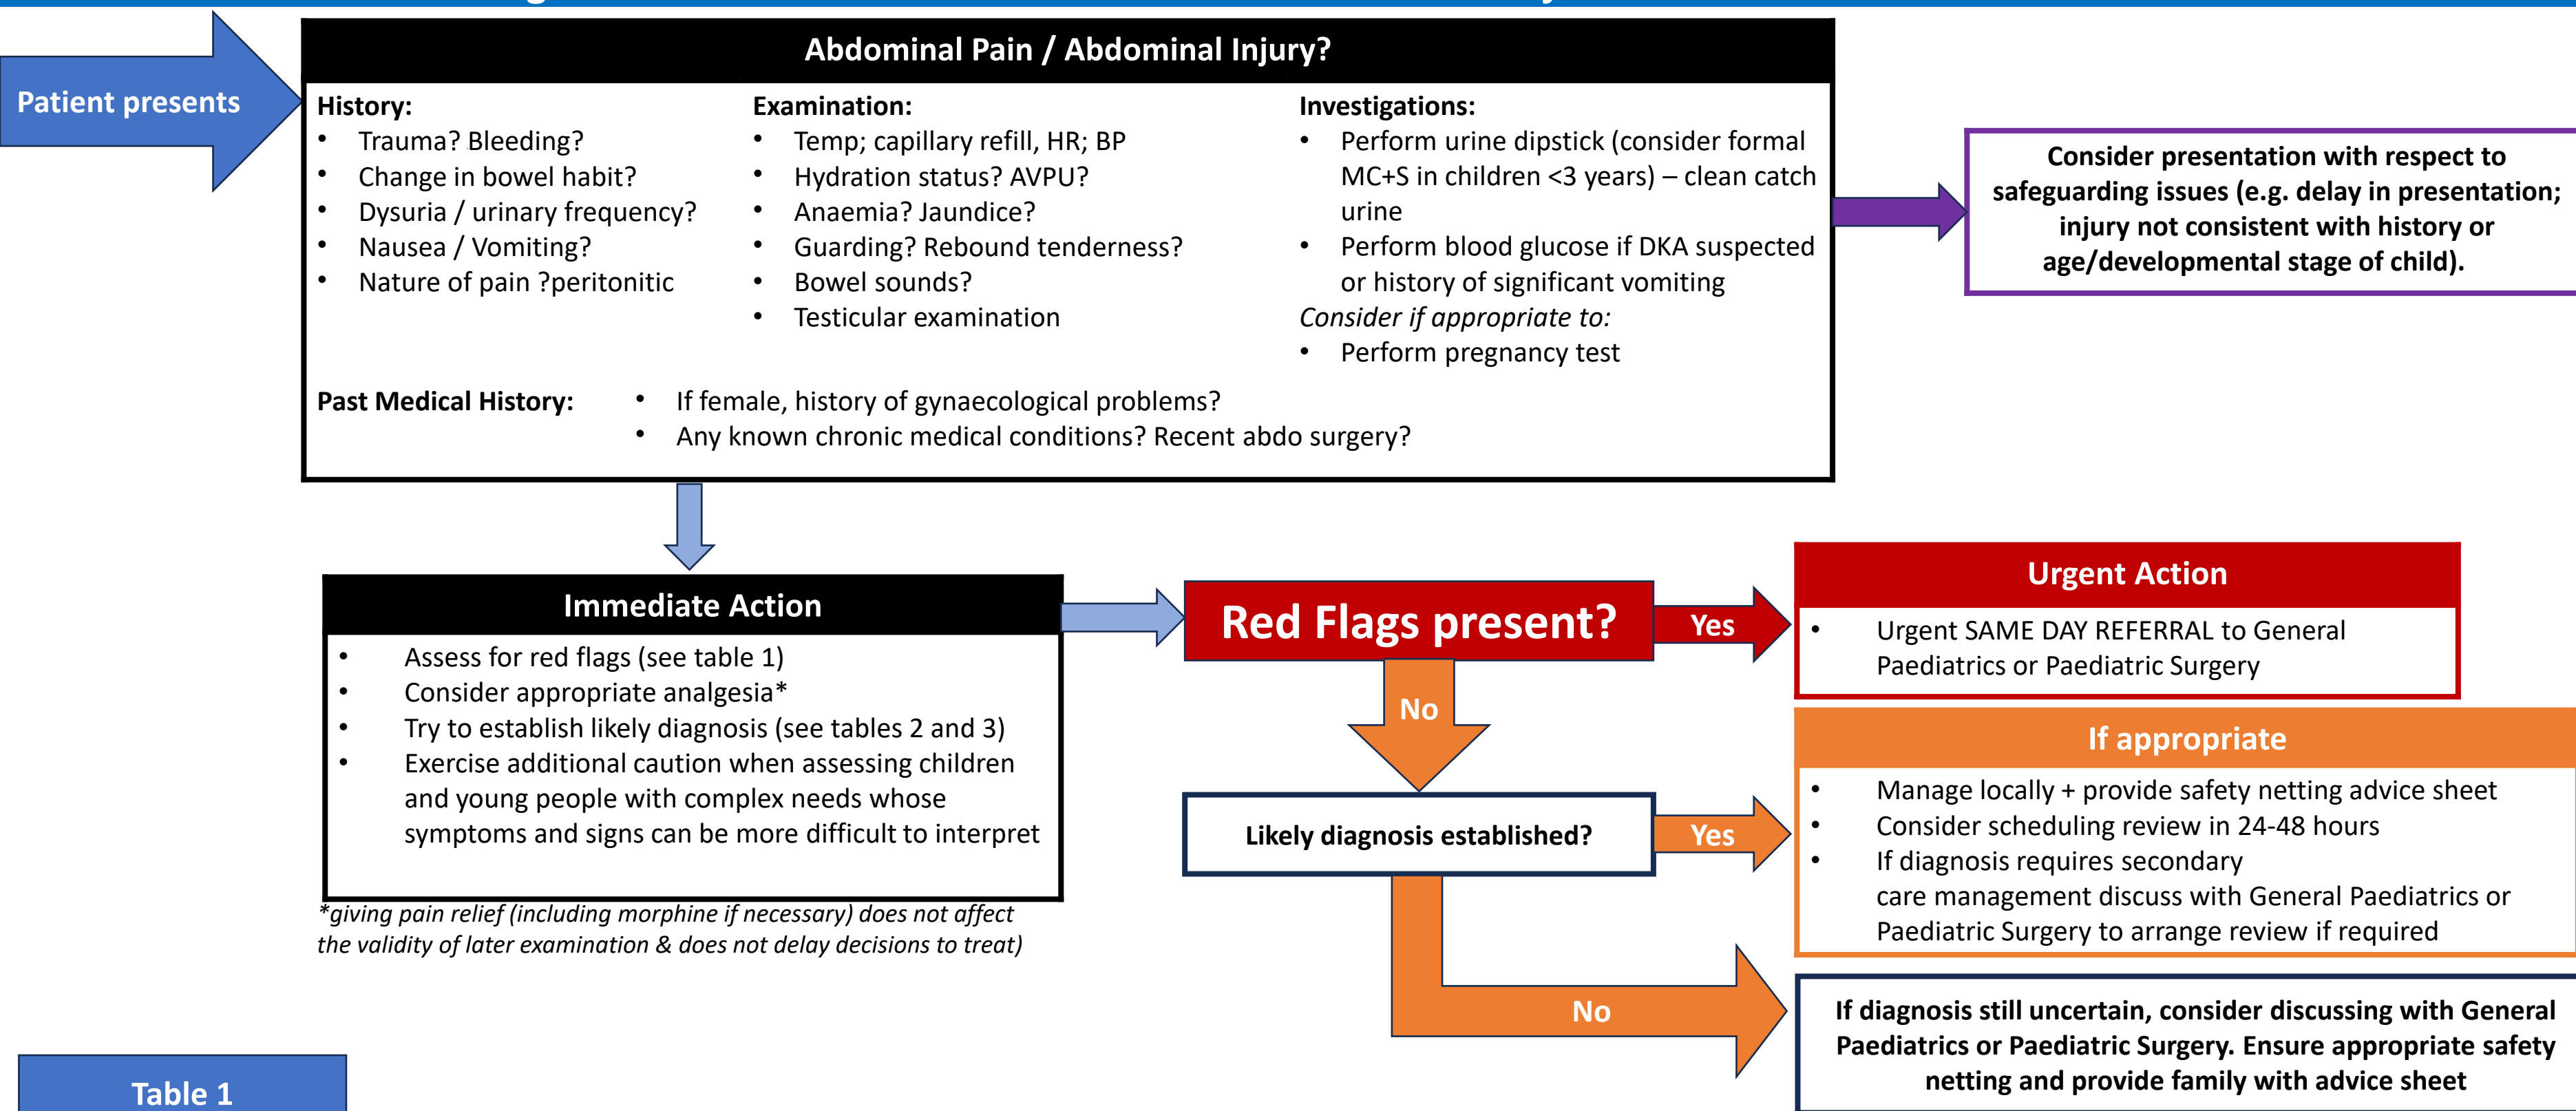 Patient presents
Abdominal Pain / Abdominal Injury?
History:
• Trauma? Bleeding?
• Change in bowel habit?
• Dysuria / urinary frequency?
• Nausea / Vomiting?
• Nature of pain ?peritonitic
Examination:
• Temp; capillary refill, HR; BP
• Hydration status? AVPU?
• Anaemia? Jaundice?
• Guarding? Rebound tenderness?
• Bowel sounds?
• Testicular examination
Investigations:
• Perform urine dipstick (consider formal
MC+S in children <3 years) – clean catch
urine
• Perform blood glucose if DKA suspected
or history of significant vomiting
Consider if appropriate to:
• Perform pregnancy test
Past Medical History:
• If female, history of gynaecological problems?
• Any known chronic medical conditions? Recent abdo surgery?
Consider presentation with respect to
safeguarding issues (e.g. delay in presentation;
injury not consistent with history or
age/developmental stage of child).
Immediate Action
• Assess for red flags (see table 1)
• Consider appropriate analgesia*
• Try to establish likely diagnosis (see tables 2 and 3)
• Exercise additional caution when assessing children
and young people with complex needs whose
symptoms and signs can be more difficult to interpret
*giving pain relief (including morphine if necessary) does not affect
the validity of later examination & does not delay decisions to treat)
Red Flags present?
Yes
Urgent Action
• Urgent SAME DAY REFERRAL to General
Paediatrics or Paediatric Surgery
No
Likely diagnosis established?
Yes
If appropriate
• Manage locally + provide safety netting advice sheet
• Consider scheduling review in 24-48 hours
• If diagnosis requires secondary
care management discuss with General Paediatrics or
Paediatric Surgery to arrange review if required
No
If diagnosis still uncertain, consider discussing with General
Paediatrics or Paediatric Surgery. Ensure appropriate safety
netting and provide family with advice sheet
Table 1